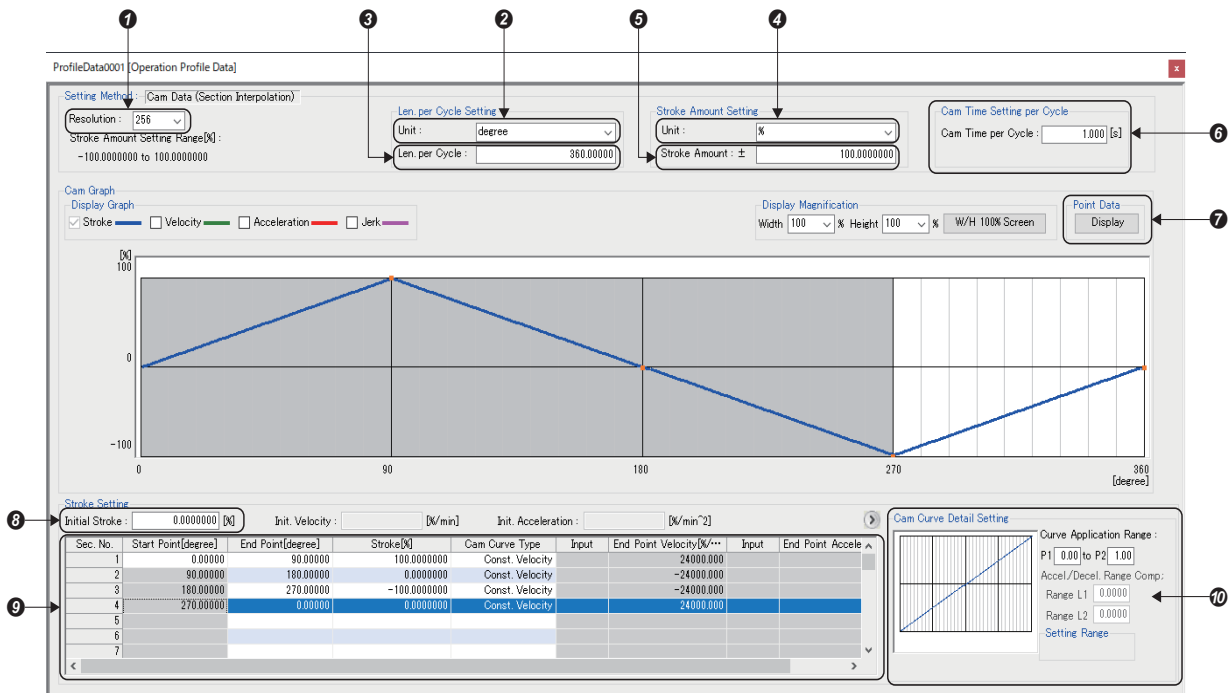 1 3 2 5 4
ProfileData0001 [Operation Profile Data] x
Setting Method : Cam Data (Section Interpolation)
Resolution : 256
Stroke Amount Setting Range[%] :
-100.0000000 to 100.0000000
Len. per Cycle Setting
Unit : degree
Len. per Cycle : 360.00000
Stroke Amount Setting
Unit : %
Stroke Amount : ± 100.0000000
Cam Time Setting per Cycle
Cam Time per Cycle : 1.000 [s]
6
Cam Graph
Display Graph
Stroke Velocity Acceleration Jerk
Display Magnification
Width 100 % Height 100 % W/H 100% Screen
Point Data
Display
7
[%]
100
0
-100
0 90 180 270 360
[degree]
Stroke Setting
8
Initial Stroke : 0.0000000 [%] Init. Velocity : [%/min] Init. Acceleration : [%/min^2]
Sec. No. Start Point[degree] End Point[degree] Stroke[%] Cam Curve Type Input End Point Velocity[%/··· Input End Point Accele
1 0.00000 90.00000 100.0000000 Const. Velocity 24000.000
2 90.00000 180.00000 0.0000000 Const. Velocity -24000.000
3 180.00000 270.00000 -100.0000000 Const. Velocity -24000.000
4 270.00000 0.00000 0.0000000 Const. Velocity 24000.000
5
6
7
9
Cam Curve Detail Setting
Curve Application Range :
P1 0.00 to P2 1.00
Accel./Decel. Range Comp:
Range L1 0.0000
Range L2 0.0000
Setting Range
10